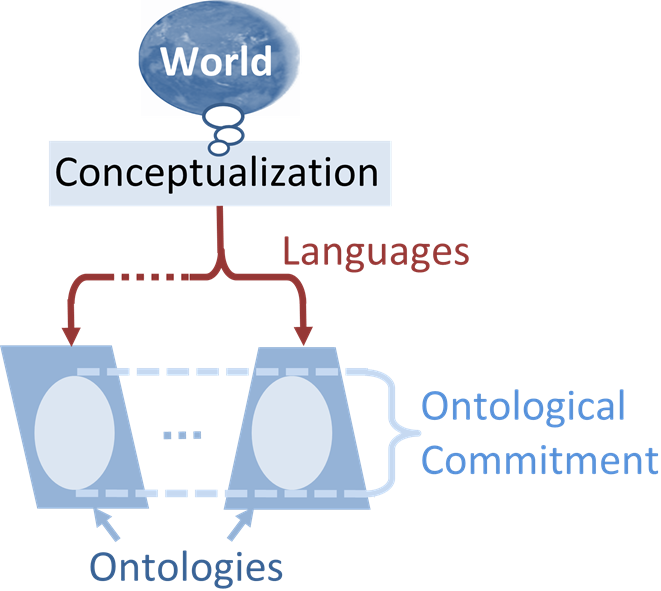 World
Conceptualization
Languages
Ontological
Commitment
Ontologies